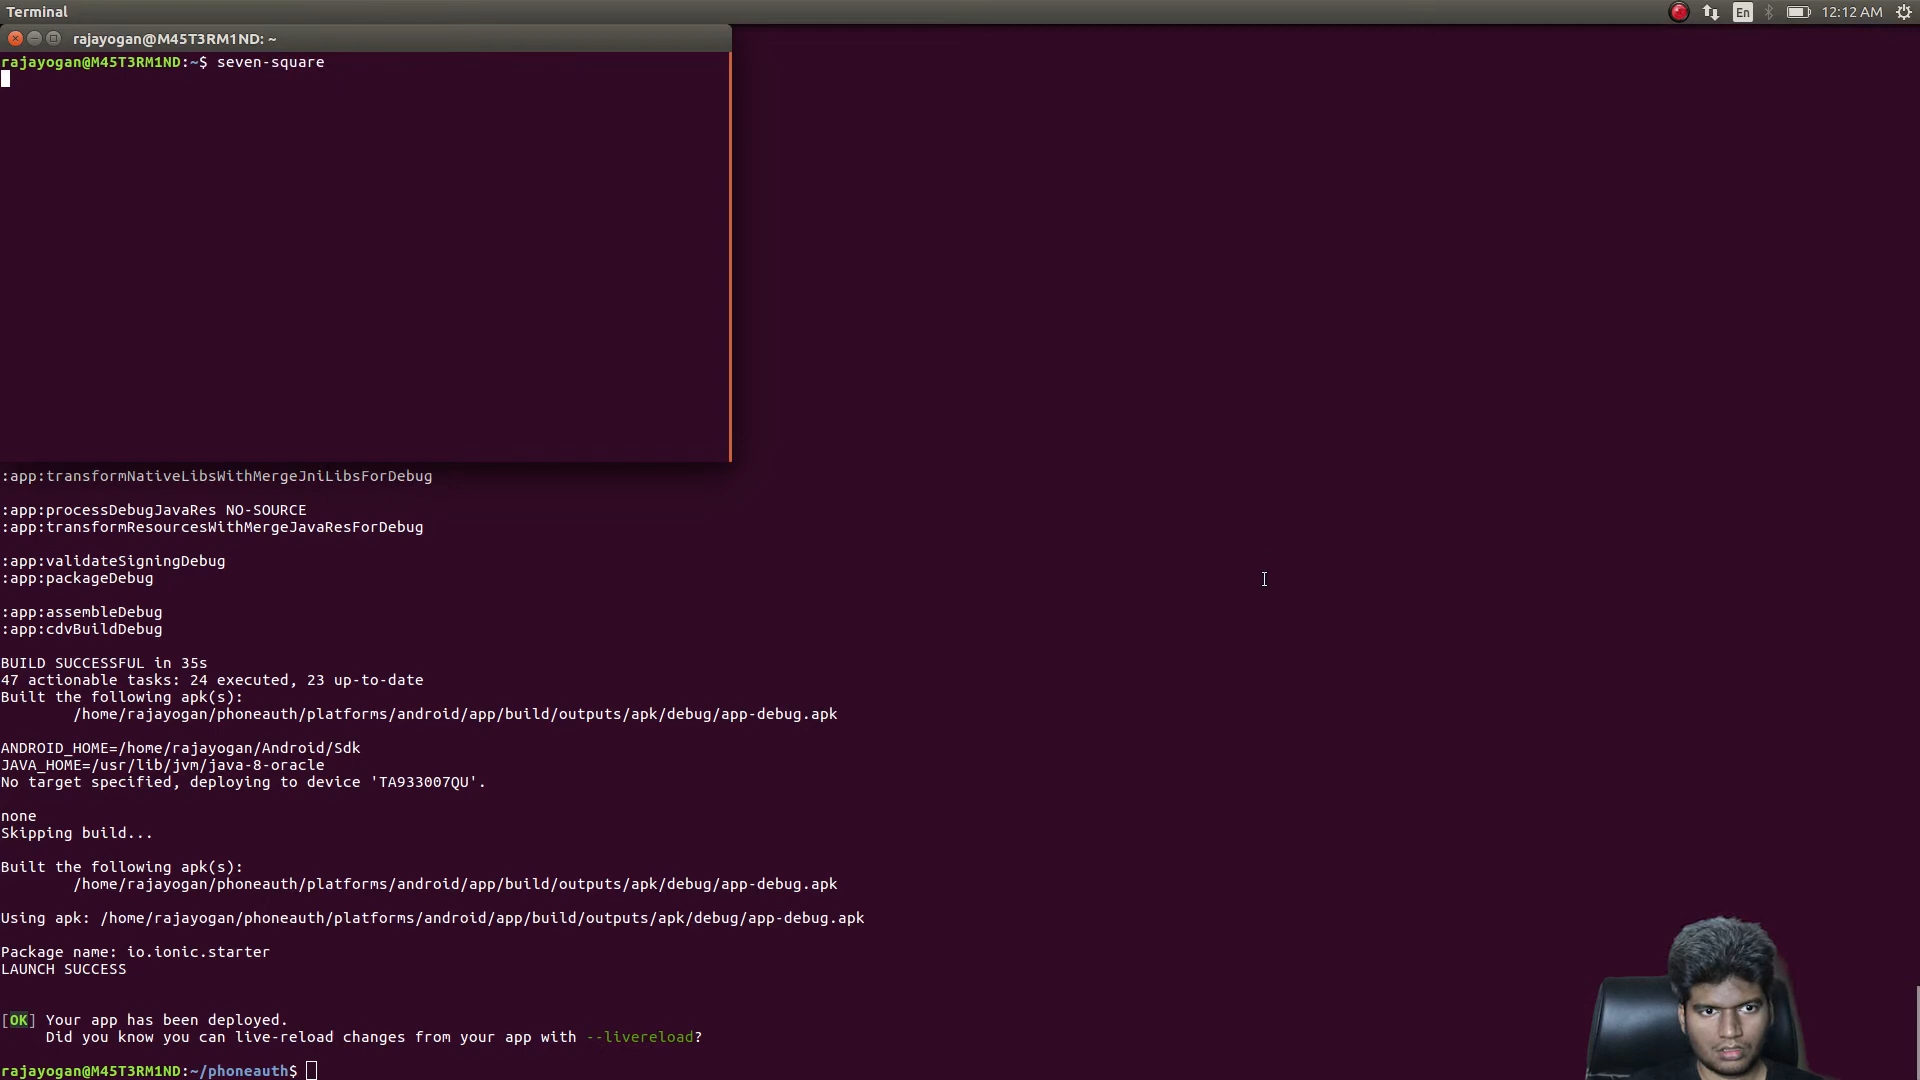 Terminal
En
12:12 AM
rajayogan@M45T3RM1ND: ~
rajayogan@M45T3RM1ND:~$ seven-square
:app:transformNativeLibsWithMergeJniLibsForDebug
:app:processDebugJavaRes NO-SOURCE
:app:transformResourcesWithMergeJavaResForDebug
:app:validateSigningDebug
:app:packageDebug
:app:assembleDebug
:app:cdvBuildDebug
BUILD SUCCESSFUL in 35s
47 actionable tasks: 24 executed, 23 up-to-date
Built the following apk(s):
/home/rajayogan/phoneauth/platforms/android/app/build/outputs/apk/debug/app-debug.apk
ANDROID_HOME=/home/rajayogan/Android/Sdk
JAVA_HOME=/usr/lib/jvm/java-8-oracle
No target specified, deploying to device 'TA933007QU'.
none
Skipping build...
Built the following apk(s):
/home/rajayogan/phoneauth/platforms/android/app/build/outputs/apk/debug/app-debug.apk
Using apk: /home/rajayogan/phoneauth/platforms/android/app/build/outputs/apk/debug/app-debug.apk
Package name: io.ionic.starter
LAUNCH SUCCESS
[OK] Your app has been deployed.
Did you know you can live-reload changes from your app with --livereload?
rajayogan@M45T3RM1ND:~/phoneauth$